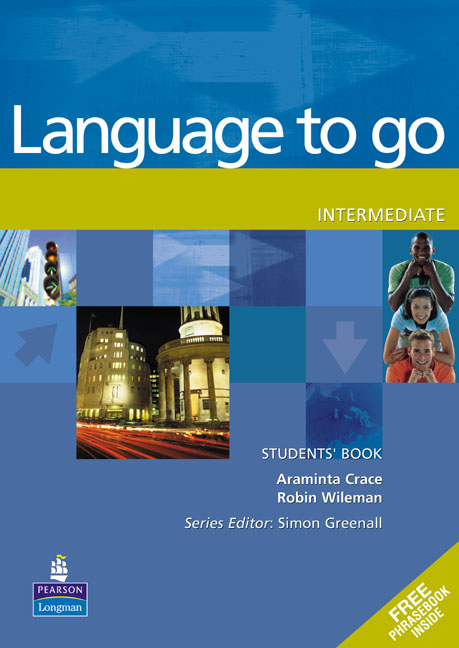 Language to go
INTERMEDIATE
STUDENTS' BOOK
Araminta Crace
Robin Wileman
Series Editor: Simon Greenall
PEARSON
Longman
FREE
PHRASEBOOK
INSIDE